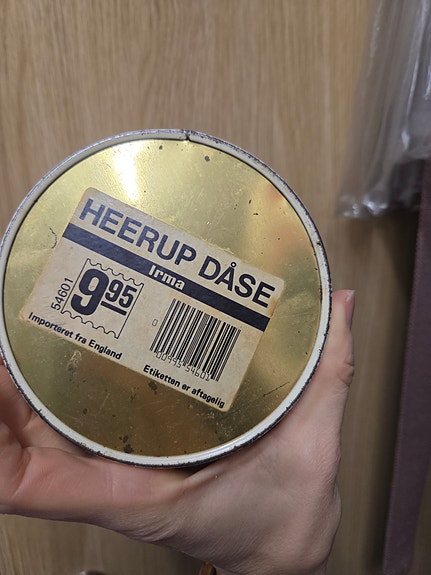 HEERUP DÅSE
Irma
54601
9.95
Importeret fra England
Etiketten er aftagelig